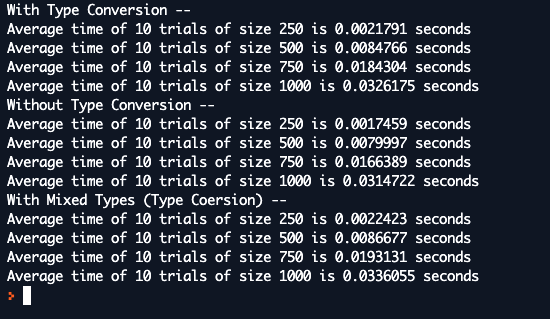 With Type Conversion --
Average time of 10 trials of size 250 is 0.0021791 seconds
Average time of 10 trials of size 500 is 0.0084766 seconds
Average time of 10 trials of size 750 is 0.0184304 seconds
Average time of 10 trials of size 1000 is 0.0326175 seconds
Without Type Conversion --
Average time of 10 trials of size 250 is 0.0017459 seconds
Average time of 10 trials of size 500 is 0.0079997 seconds
Average time of 10 trials of size 750 is 0.0166389 seconds
Average time of 10 trials of size 1000 is 0.0314722 seconds
With Mixed Types (Type Coersion) --
Average time of 10 trials of size 250 is 0.0022423 seconds
Average time of 10 trials of size 500 is 0.0086677 seconds
Average time of 10 trials of size 750 is 0.0193131 seconds
Average time of 10 trials of size 1000 is 0.0336055 seconds
>